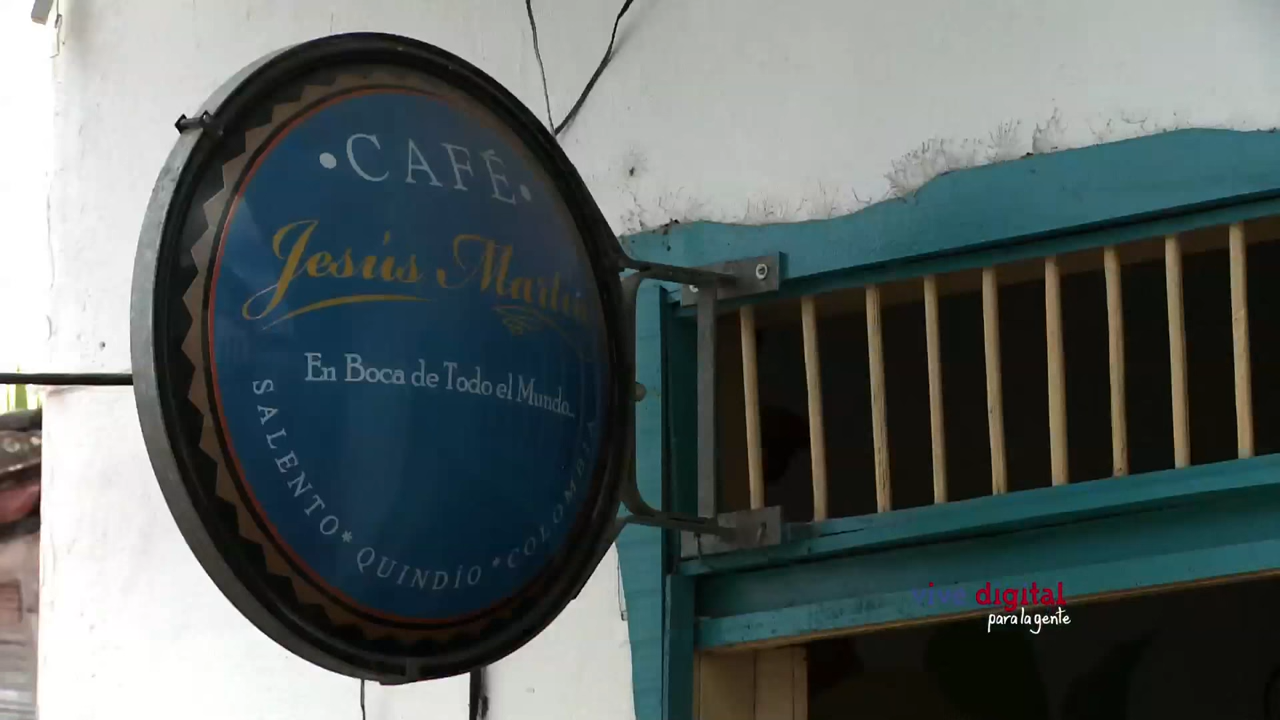 • CAFÉ •
Jesús Martín
En Boca de Todo el Mundo...
SALENTO * QUINDÍO * COLOMBIA
vive digital
para la gente